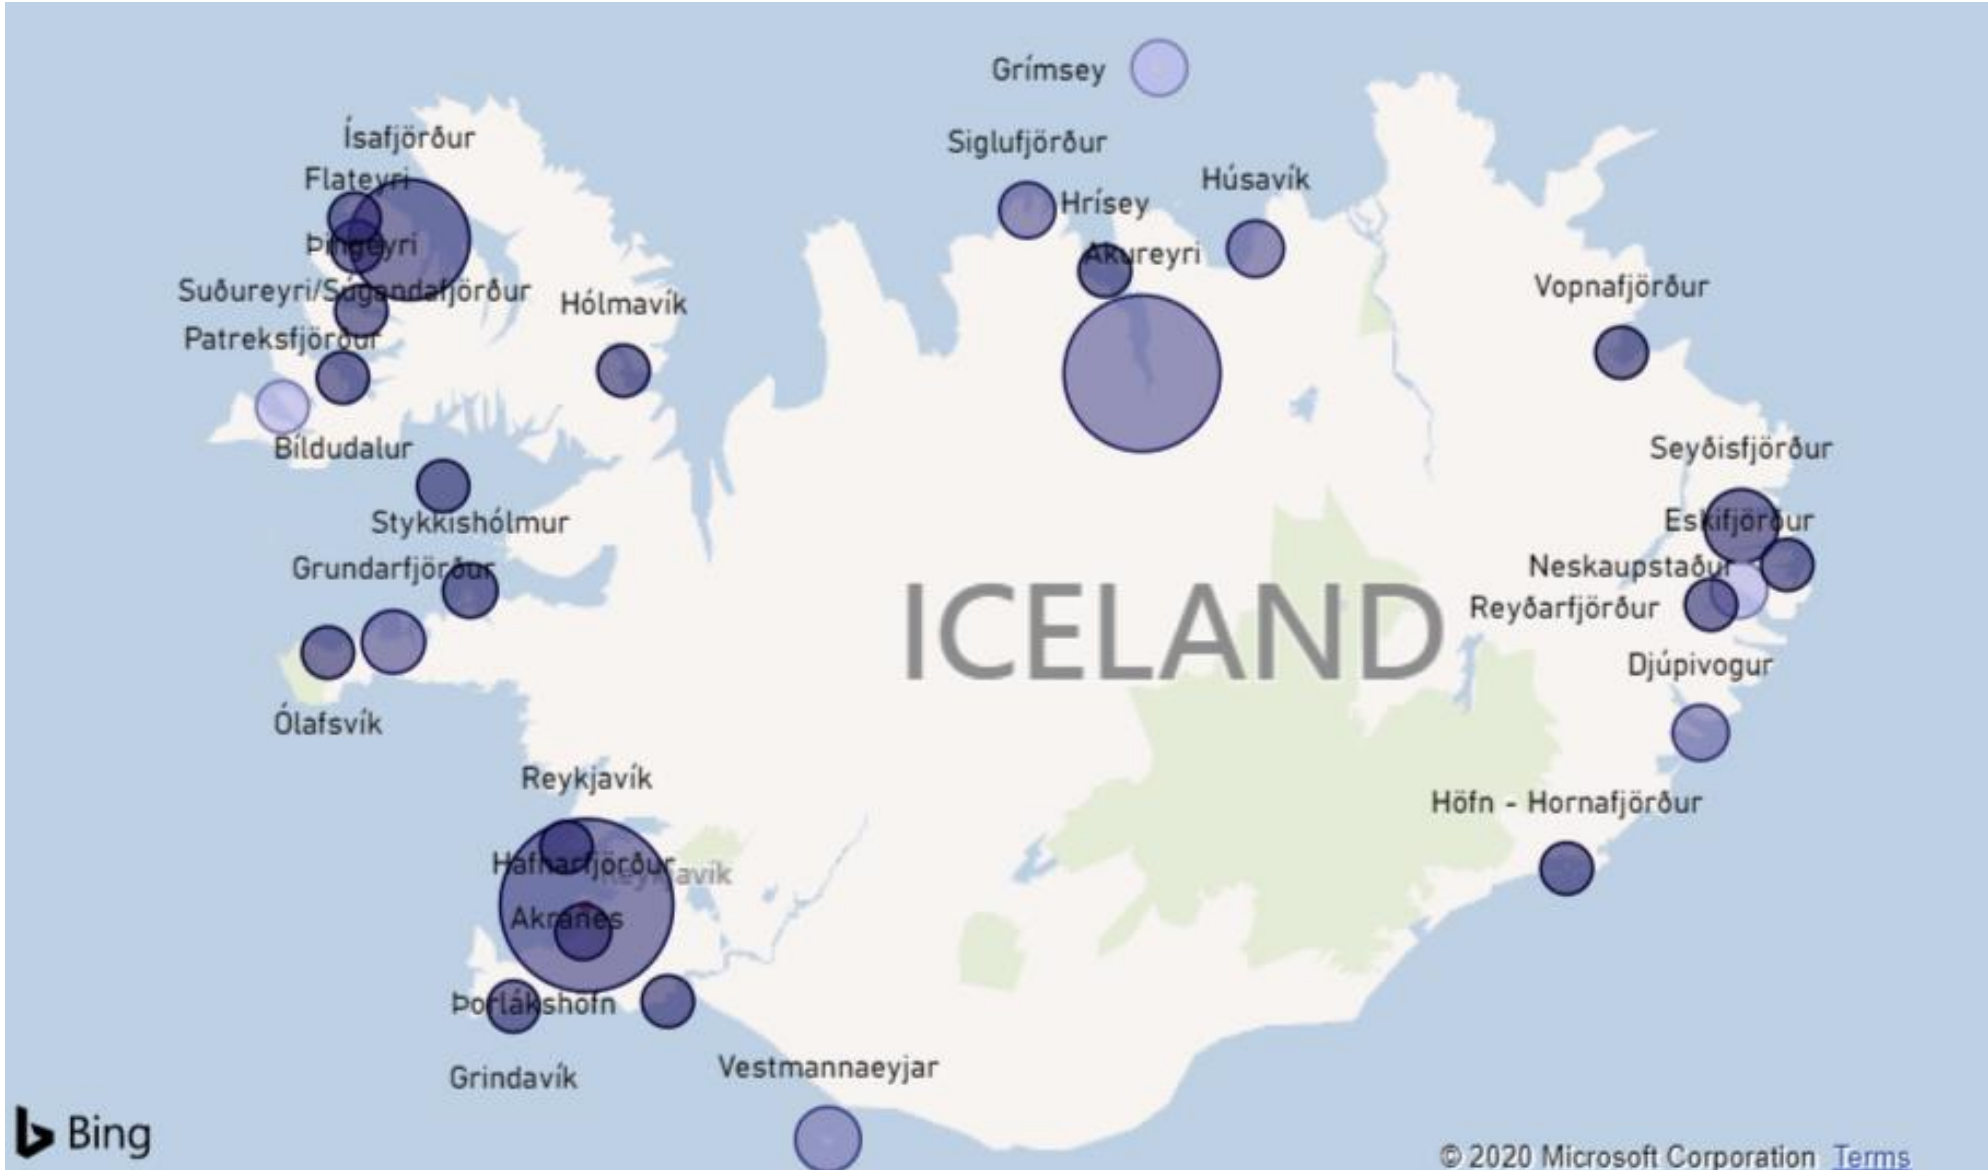 Grímsey
Ísafjörður
Siglufjörður
Flateyri
Húsavík
Hrísey
Þingeyri
Akureyri
Suðureyri/Súgandafjörður
Hólmavík
Vopnafjörður
Patreksfjörður
Bíldudalur
Seyðisfjörður
Stykkishólmur
Eskifjörður
Grundarfjörður
Neskaupstaður
Reyðarfjörður
ICELAND
Djúpivogur
Ólafsvík
Reykjavík
Höfn - Hornafjörður
Hafnarfjörður
Reykjavik
Akranes
Þorlákshöfn
Vestmannaeyjar
Grindavík
Bing
© 2020 Microsoft Corporation Terms